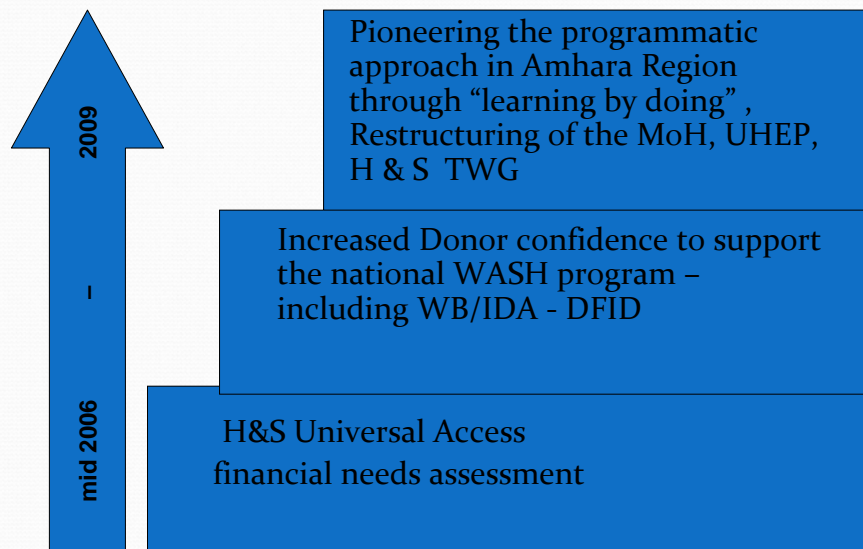 Pioneering the programmatic
approach in Amhara Region
through “learning by doing” ,
Restructuring of the MoH, UHEP,
H & S TWG
Increased Donor confidence to support
the national WASH program –
including WB/IDA - DFID
H&S Universal Access
financial needs assessment
mid 2006 – 2009